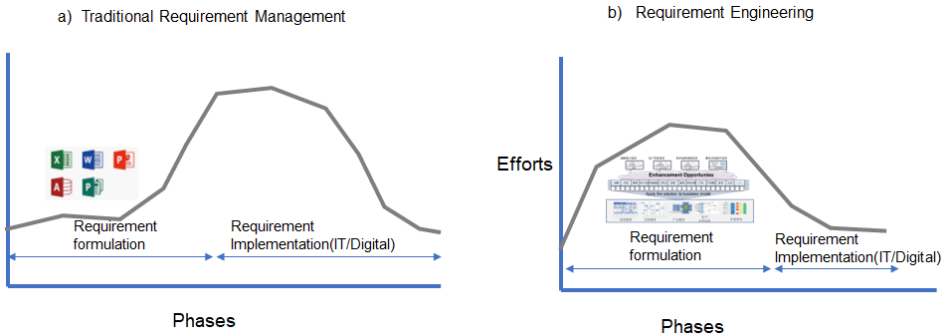 a) Traditional Requirement Management
b) Requirement Engineering
X
W
P
A
P
Requirement
formulation
Requirement
Implementation(IT/Digital)
Phases
Efforts
Enhancement Opportunies
Requirement
formulation
Requirement
Implementation(IT/Digital)
Phases